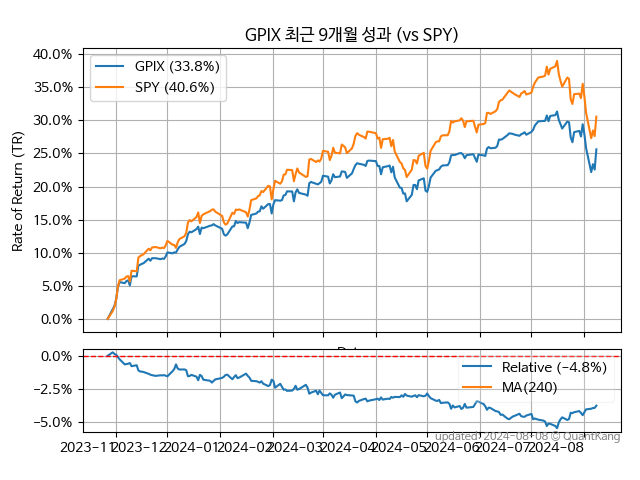 GPIX 최근 9개월 성과 (vs SPY)
GPIX (33.8%)
SPY (40.6%)
Rate of Return (TR)
40.0%
35.0%
30.0%
25.0%
20.0%
15.0%
10.0%
5.0%
0.0%
Relative (−4.8%)
MA(240)
0.0%
−2.5%
−5.0%
updated: 2024-08-08 © QuantKang
2023-11 2023-12 2024-01 2024-02 2024-03 2024-04 2024-05 2024-06 2024-07 2024-08